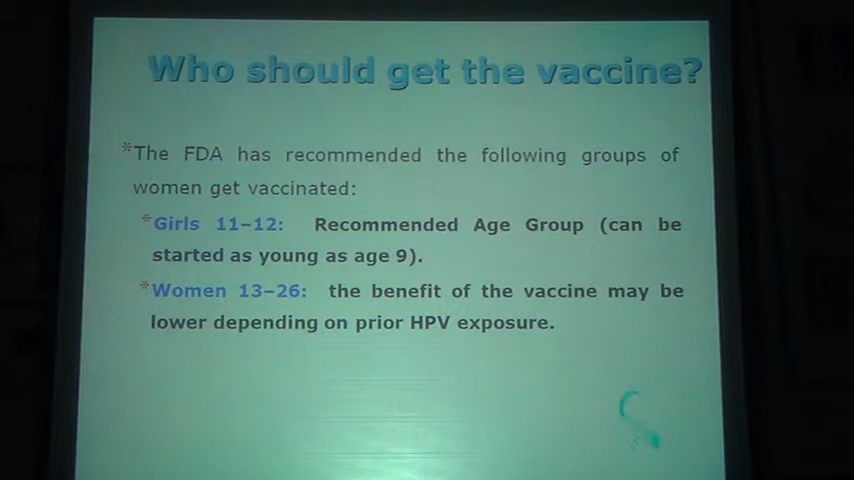 Who should get the vaccine?
*The FDA has recommended the following groups of
women get vaccinated:
*Girls 11–12: Recommended Age Group (can be
started as young as age 9).
*Women 13–26: the benefit of the vaccine may be
lower depending on prior HPV exposure.